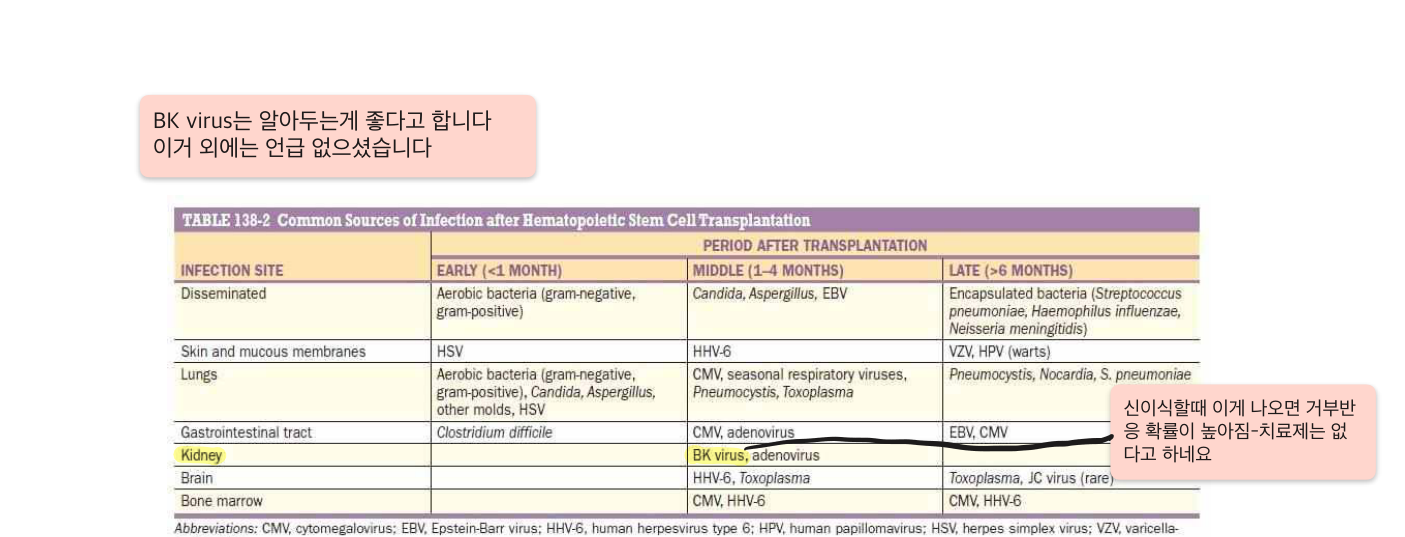 BK virus는 알아두는게 좋다고 합니다
이거 외에는 언급 없으셨습니다
TABLE 138-2 Common Sources of Infection after Hematopoietic Stem Cell Transplantation
PERIOD AFTER TRANSPLANTATION
INFECTION SITE EARLY (<1 MONTH) MIDDLE (1–4 MONTHS) LATE (>6 MONTHS)
Disseminated Aerobic bacteria (gram-negative, Candida, Aspergillus, EBV Encapsulated bacteria (Streptococcus
gram-positive) pneumoniae, Haemophilus influenzae,
Neisseria meningitidis)
Skin and mucous membranes HSV HHV-6 VZV, HPV (warts)
Lungs Aerobic bacteria (gram-negative, CMV, seasonal respiratory viruses, Pneumocystis, Nocardia, S. pneumoniae
gram-positive), Candida, Aspergillus, Pneumocystis, Toxoplasma
other molds, HSV
Gastrointestinal tract Clostridium difficile CMV, adenovirus EBV, CMV
Kidney BK virus, adenovirus
Brain HHV-6, Toxoplasma Toxoplasma, JC virus (rare)
Bone marrow CMV, HHV-6 CMV, HHV-6
신이식할때 이게 나오면 거부반
응 확률이 높아짐-치료제는 없
다고 하네요
Abbreviations: CMV, cytomegalovirus; EBV, Epstein-Barr virus; HHV-6, human herpesvirus type 6; HPV, human papillomavirus; HSV, herpes simplex virus; VZV, varicella-